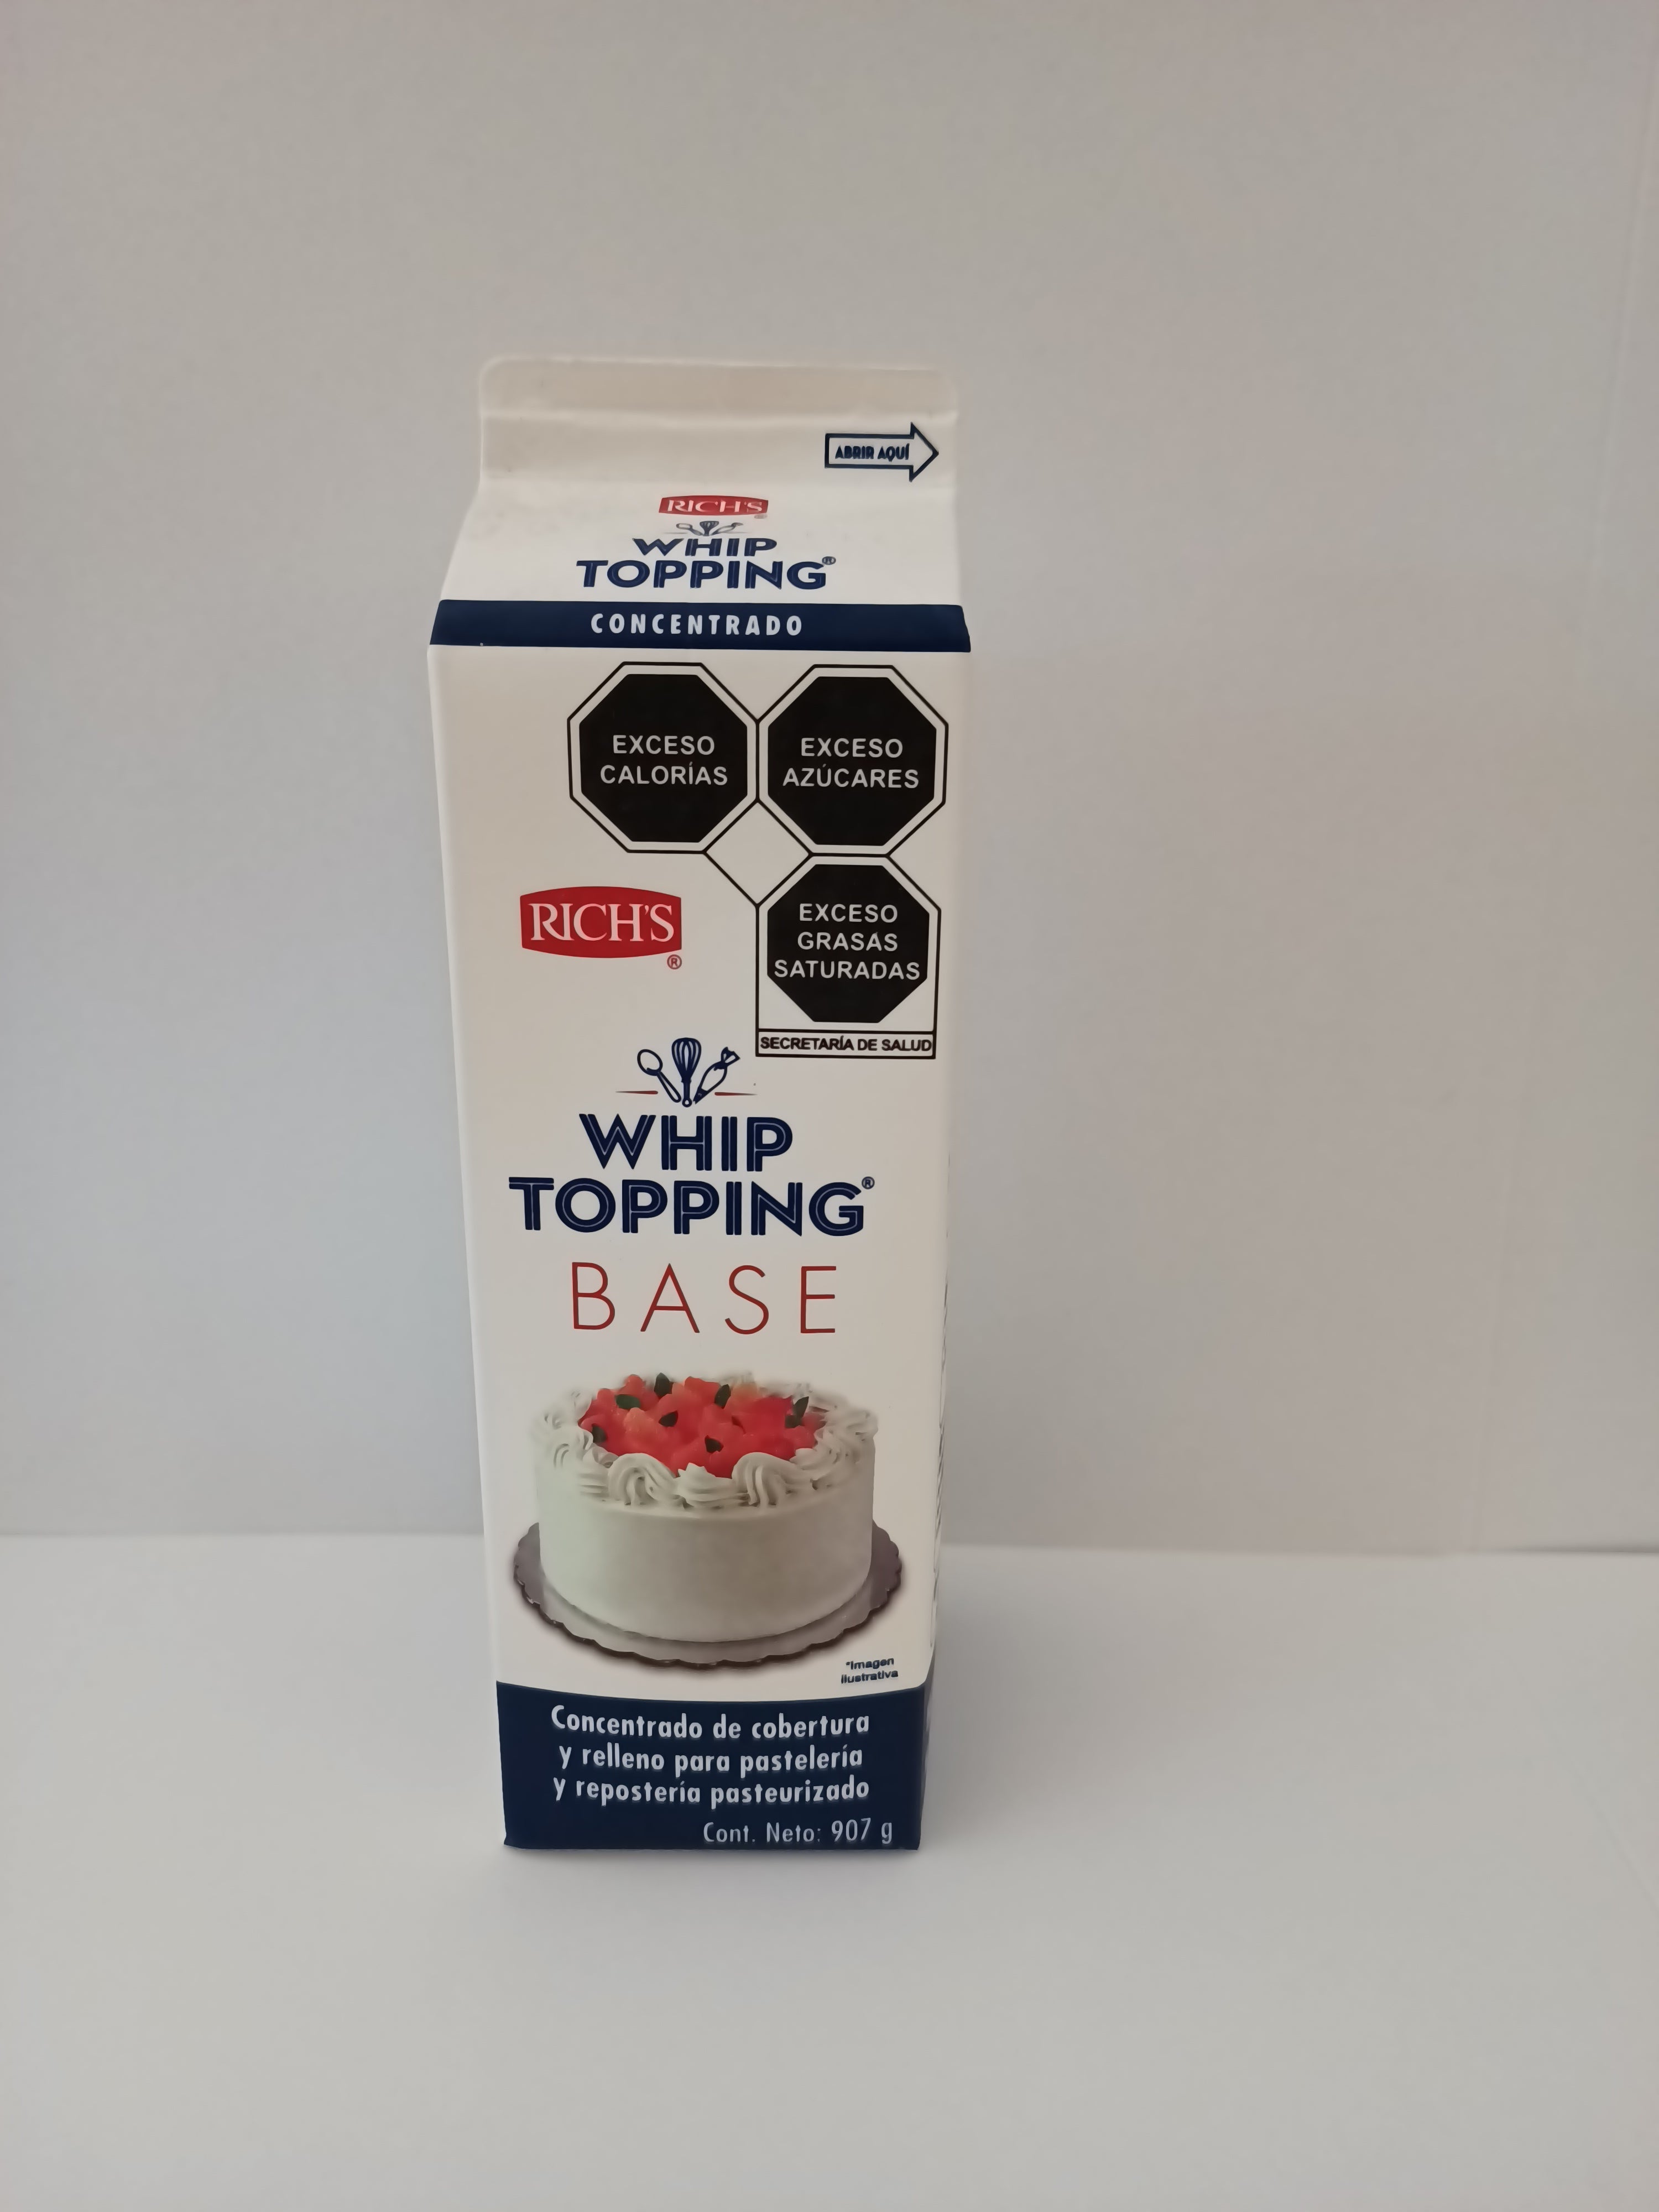 ABRIR AQUÍ
RICH'S
®
WHIP
TOPPING®
CONCENTRADO
EXCESO
CALORÍAS
EXCESO
AZÚCARES
RICH'S
®
EXCESO
GRASAS
SATURADAS
SECRETARÍA DE SALUD
WHIP
TOPPING®
BASE
*Imagen
ilustrativa
Concentrado de cobertura
y relleno para pastelería
y repostería pasteurizado
Cont. Neto: 907 g